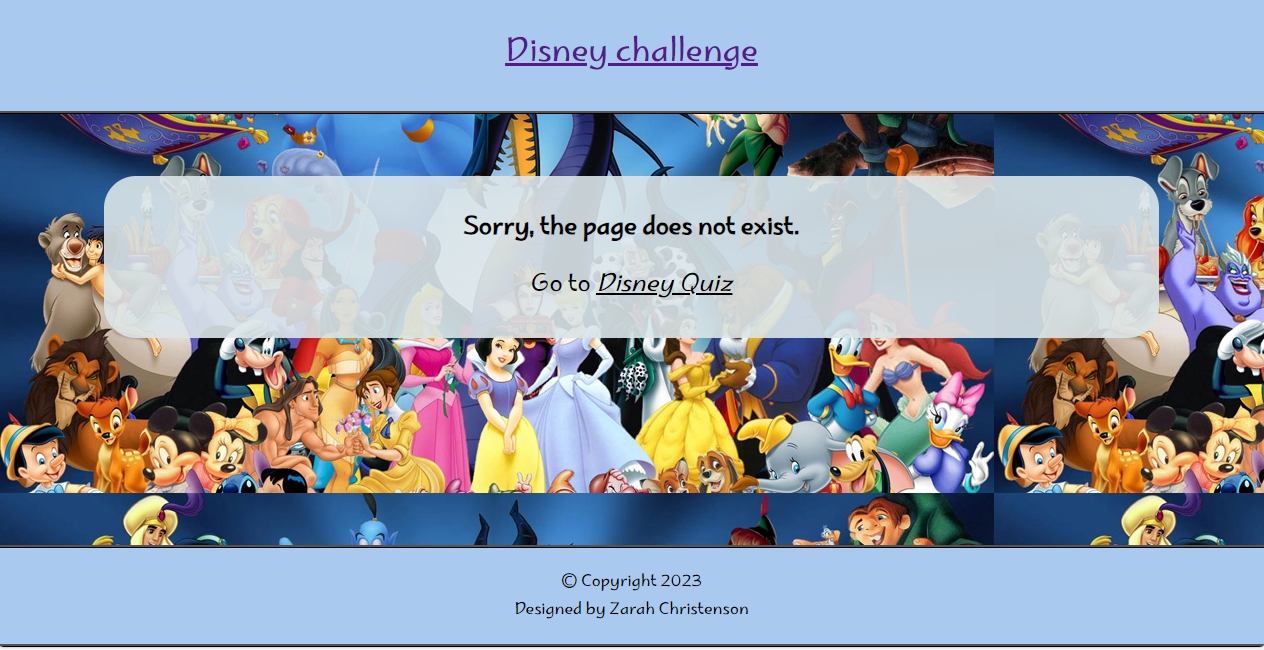 Disney challenge
Sorry, the page does not exist.
Go to Disney Quiz
© Copyright 2023
Designed by Zarah Christenson